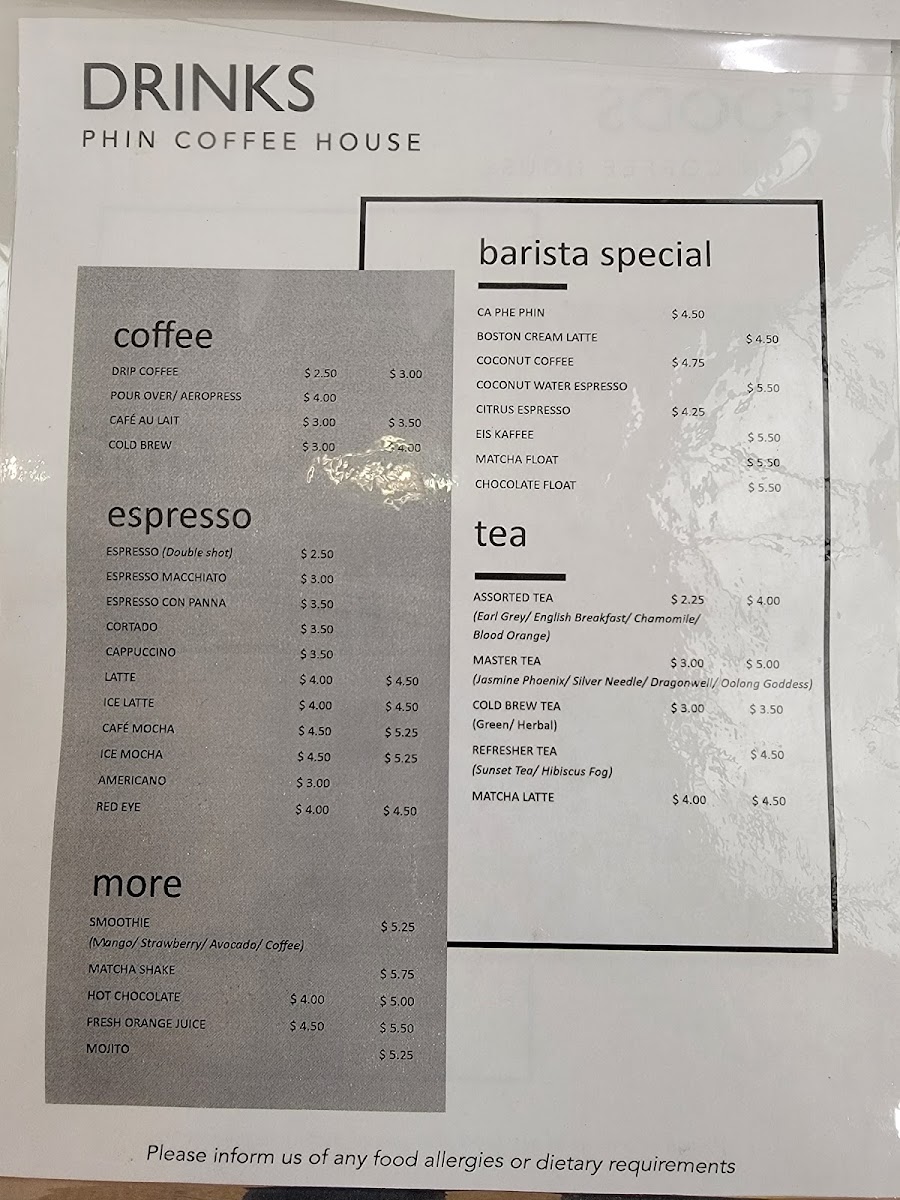 DRINKS
PHIN COFFEE HOUSE
coffee
DRIP COFFEE $ 2.50 $ 3.00
POUR OVER/ AEROPRESS $ 4.00
CAFÉ AU LAIT $ 3.00 $ 3.50
COLD BREW $ 3.00 $ 4.00
espresso
ESPRESSO (Double shot) $ 2.50
ESPRESSO MACCHIATO $ 3.00
ESPRESSO CON PANNA $ 3.50
CORTADO $ 3.50
CAPPUCCINO $ 3.50
LATTE $ 4.00 $ 4.50
ICE LATTE $ 4.00 $ 4.50
CAFÉ MOCHA $ 4.50 $ 5.25
ICE MOCHA $ 4.50 $ 5.25
AMERICANO $ 3.00
RED EYE $ 4.00 $ 4.50
more
SMOOTHIE $ 5.25
(Mango/ Strawberry/ Avocado/ Coffee)
MATCHA SHAKE $ 5.75
HOT CHOCOLATE $ 4.00 $ 5.00
FRESH ORANGE JUICE $ 4.50 $ 5.50
MOJITO $ 5.25
barista special
CA PHE PHIN $ 4.50
BOSTON CREAM LATTE $ 4.50
COCONUT COFFEE $ 4.75
COCONUT WATER ESPRESSO $ 5.50
CITRUS ESPRESSO $ 4.25
EIS KAFFEE $ 5.50
MATCHA FLOAT $ 5.50
CHOCOLATE FLOAT $ 5.50
tea
ASSORTED TEA $ 2.25 $ 4.00
(Earl Grey/ English Breakfast/ Chamomile/
Blood Orange)
MASTER TEA $ 3.00 $ 5.00
(Jasmine Phoenix/ Silver Needle/ Dragonwell/ Oolong Goddess)
COLD BREW TEA $ 3.00 $ 3.50
(Green/ Herbal)
REFRESHER TEA $ 4.50
(Sunset Tea/ Hibiscus Fog)
MATCHA LATTE $ 4.00 $ 4.50
Please inform us of any food allergies or dietary requirements